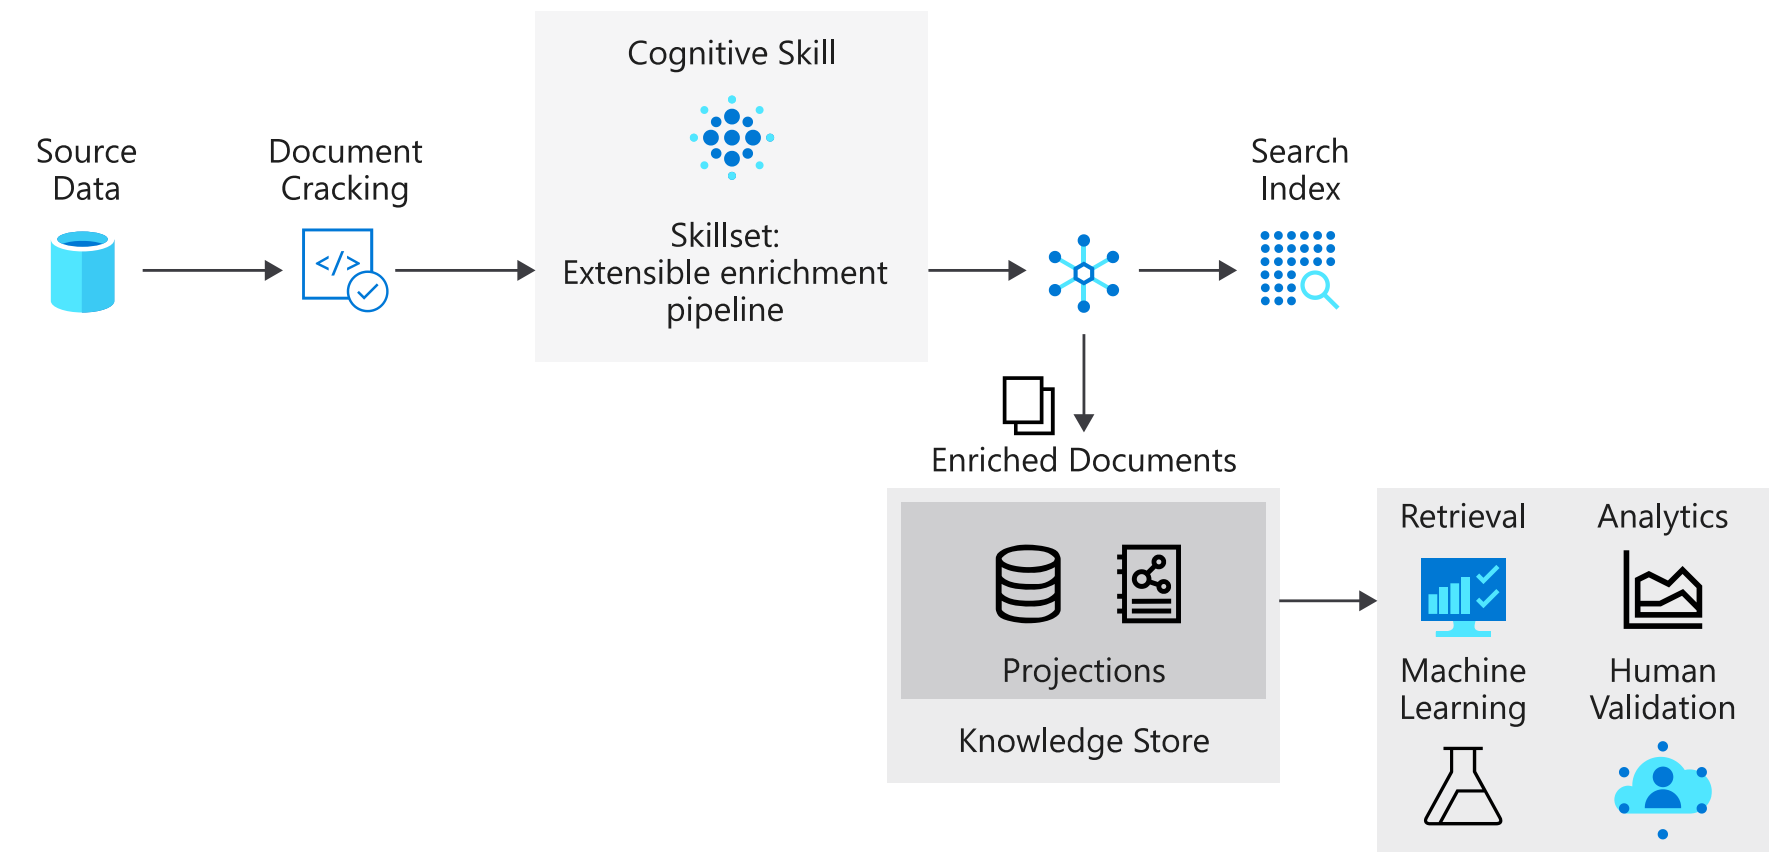 Cognitive Skill
Source
Data
Document
Cracking
</>
Skillset:
Extensible enrichment
pipeline
Search
Index
Enriched Documents
Projections
Knowledge Store
Retrieval
Analytics
Machine
Learning
Human
Validation